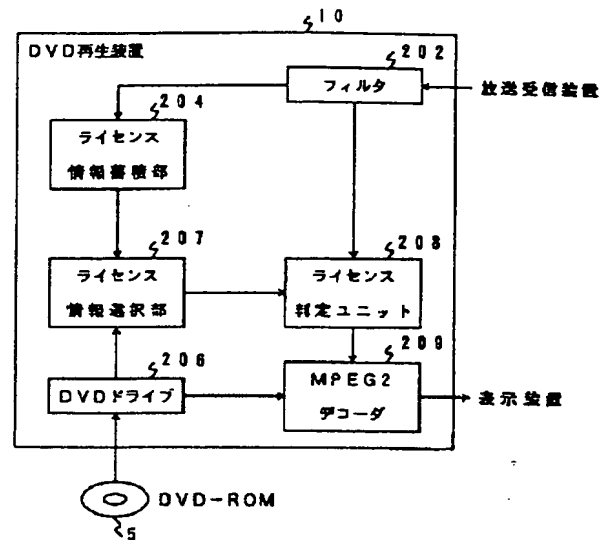 10
DVD再生装置
202
フィルタ
放送受信装置
204
ライセンス
情報蓄積部
207
ライセンス
情報選択部
208
ライセンス
判定ユニット
206
DVDドライブ
209
MPEG2
デコーダ
表示装置
DVD-ROM
5